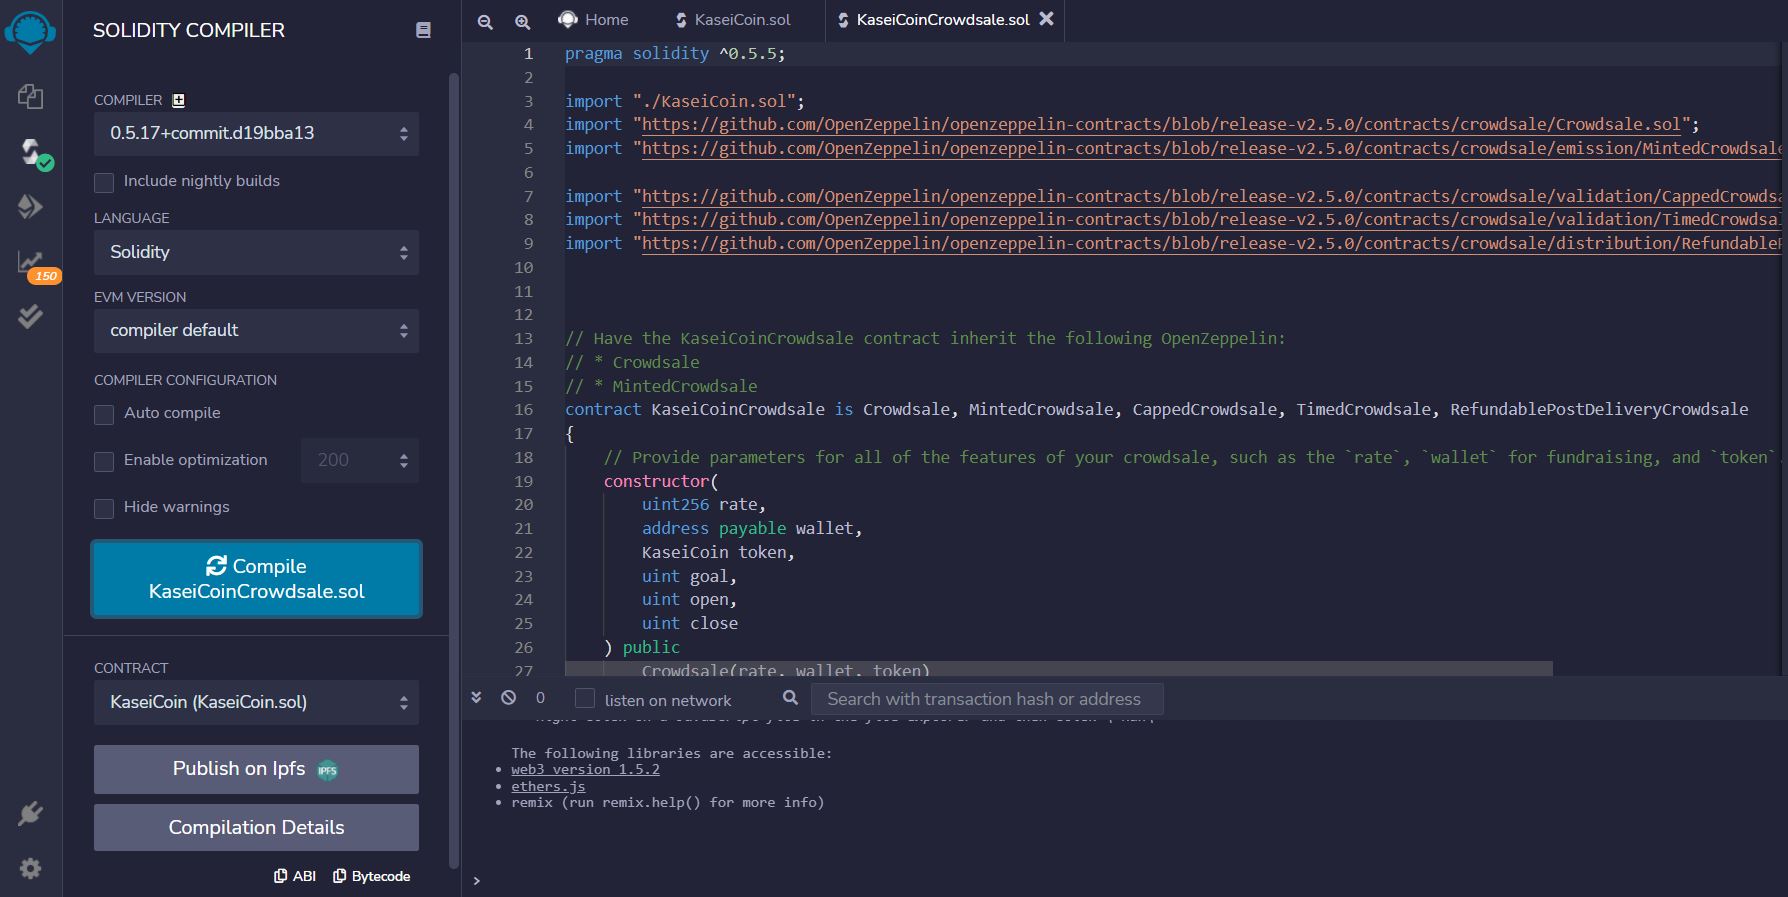 SOLIDITY COMPILER
COMPILER
0.5.17+commit.d19bba13
Include nightly builds
LANGUAGE
Solidity
EVM VERSION
compiler default
COMPILER CONFIGURATION
Auto compile
Enable optimization
200
Hide warnings
Compile
KaseiCoinCrowdsale.sol
CONTRACT
KaseiCoin (KaseiCoin.sol)
Publish on Ipfs IPFS
Compilation Details
ABI Bytecode
150
Home KaseiCoin.sol KaseiCoinCrowdsale.sol
1 pragma solidity ^0.5.5;
2
3 import "./KaseiCoin.sol";
4 import "https://github.com/OpenZeppelin/openzeppelin-contracts/blob/release-v2.5.0/contracts/crowdsale/Crowdsale.sol";
5 import "https://github.com/OpenZeppelin/openzeppelin-contracts/blob/release-v2.5.0/contracts/crowdsale/emission/MintedCrowdsale
6
7 import "https://github.com/OpenZeppelin/openzeppelin-contracts/blob/release-v2.5.0/contracts/crowdsale/validation/CappedCrowdsa
8 import "https://github.com/OpenZeppelin/openzeppelin-contracts/blob/release-v2.5.0/contracts/crowdsale/validation/TimedCrowdsal
9 import "https://github.com/OpenZeppelin/openzeppelin-contracts/blob/release-v2.5.0/contracts/crowdsale/distribution/RefundableP
10
11
12
13 // Have the KaseiCoinCrowdsale contract inherit the following OpenZeppelin:
14 // * Crowdsale
15 // * MintedCrowdsale
16 contract KaseiCoinCrowdsale is Crowdsale, MintedCrowdsale, CappedCrowdsale, TimedCrowdsale, RefundablePostDeliveryCrowdsale
17 {
18 // Provide parameters for all of the features of your crowdsale, such as the `rate`, `wallet` for fundraising, and `token`.
19 constructor(
20 uint256 rate,
21 address payable wallet,
22 KaseiCoin token,
23 uint goal,
24 uint open,
25 uint close
26 ) public
27 Crowdsale(rate, wallet, token)
0 listen on network Search with transaction hash or address
The following libraries are accessible:
• web3 version 1.5.2
• ethers.js
• remix (run remix.help() for more info)
>